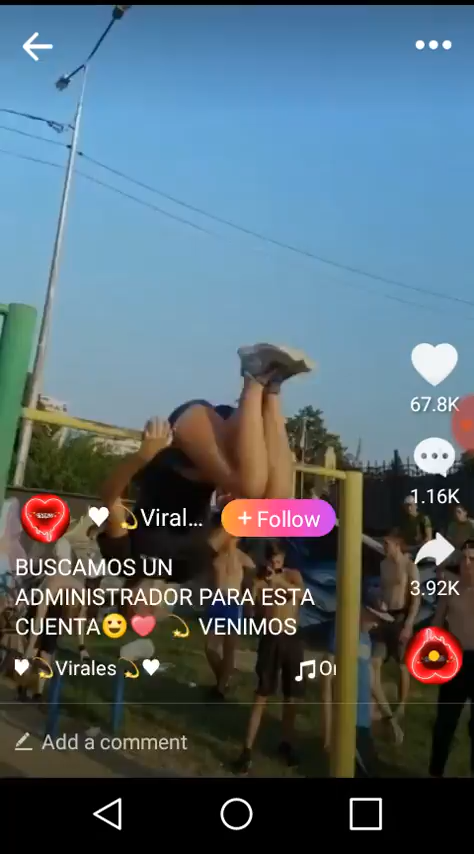 67.8K
1.16K
♥ 💫Viral...
+ Follow
3.92K
BUSCAMOS UN
ADMINISTRADOR PARA ESTA
CUENTA😀❤️ 💫 VENIMOS
♥ 💫Virales 💫♥
Add a comment